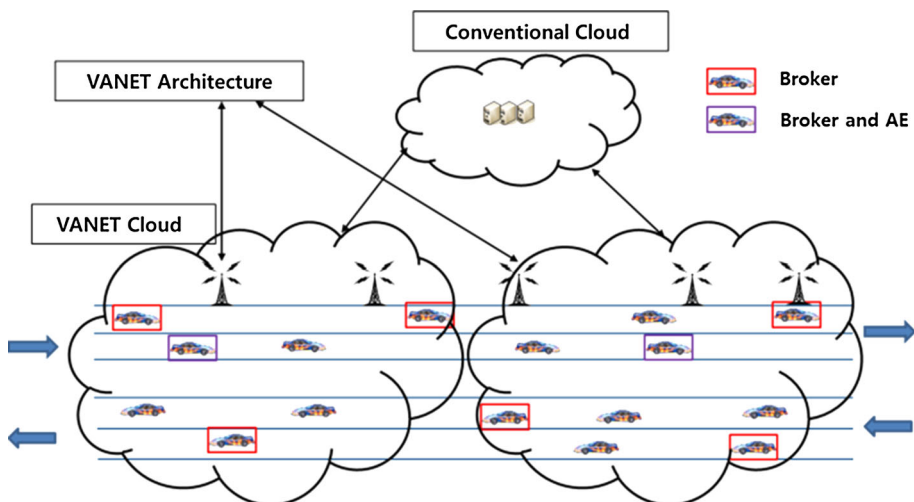 Conventional Cloud
VANET Architecture
Broker
Broker and AE
VANET Cloud